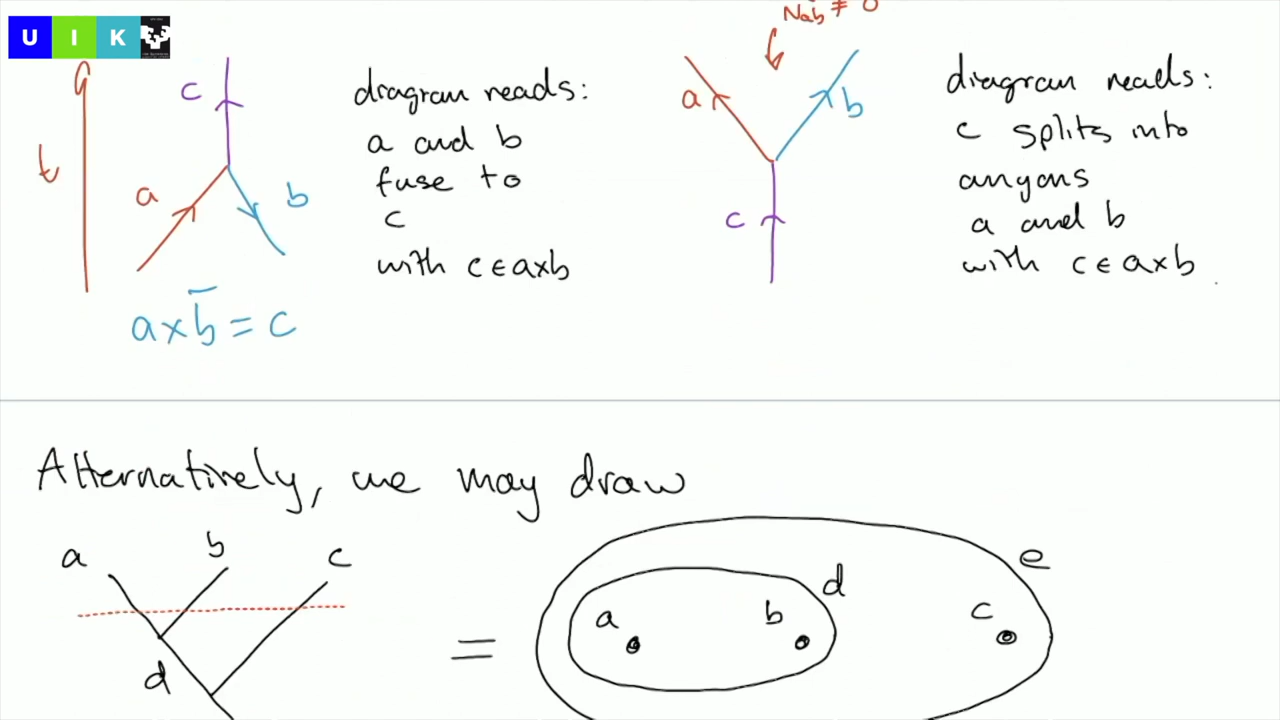 UIK
Nab ≠ 0
t
c
a
b
a x b̄ = c
diagram reads:
a and b
fuse to
c
with c ∈ a x b
a
b
c
diagram reads:
c splits into
anyons
a and b
with c ∈ a x b
Alternatively, we may draw
a b c
d
=
a b d c e